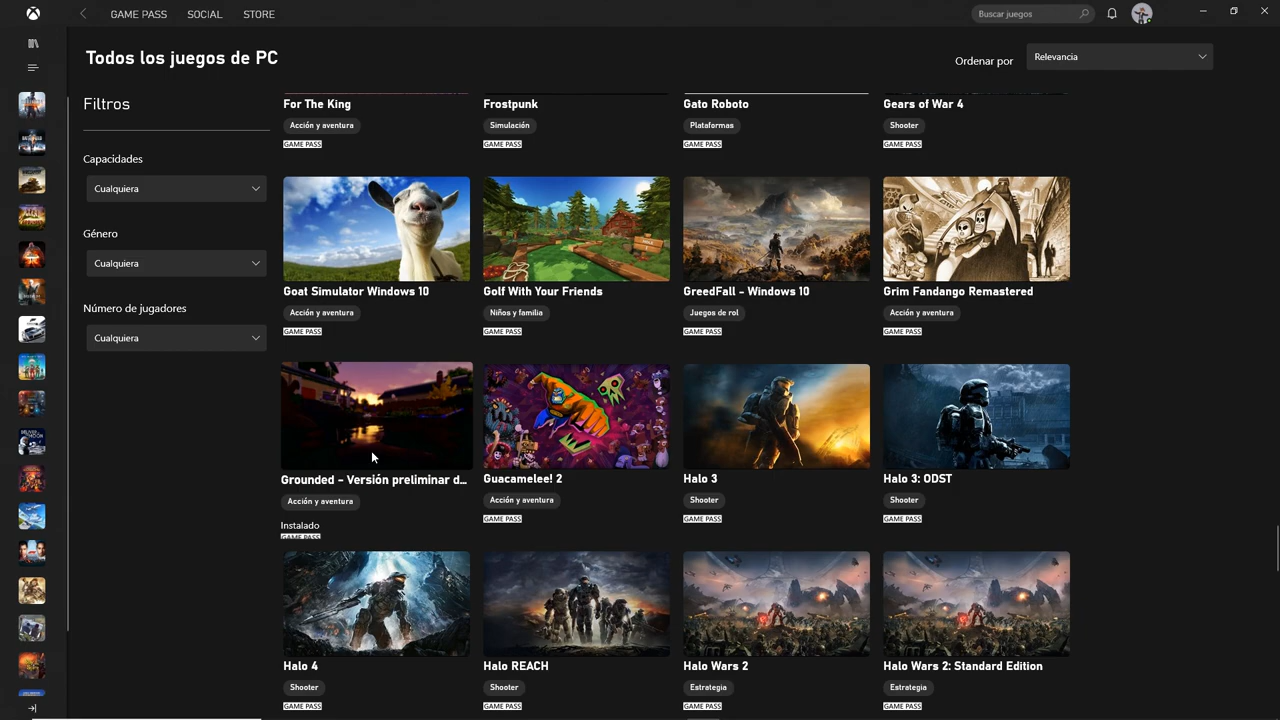 GAME PASS
SOCIAL
STORE
Buscar juegos
Todos los juegos de PC
Ordenar por
Relevancia
Filtros
Capacidades
Cualquiera
Género
Cualquiera
Número de jugadores
Cualquiera
For The King
Acción y aventura
GAME PASS
Frostpunk
Simulación
GAME PASS
Gato Roboto
Plataformas
GAME PASS
Gears of War 4
Shooter
GAME PASS
Goat Simulator Windows 10
Acción y aventura
GAME PASS
Golf With Your Friends
Niños y familia
GAME PASS
GreedFall - Windows 10
Juegos de rol
GAME PASS
Grim Fandango Remastered
Acción y aventura
GAME PASS
Grounded - Versión preliminar d...
Acción y aventura
Instalado
GAME PASS
Guacamelee! 2
Acción y aventura
GAME PASS
Halo 3
Shooter
GAME PASS
Halo 3: ODST
Shooter
GAME PASS
Halo 4
Shooter
GAME PASS
Halo REACH
Shooter
GAME PASS
Halo Wars 2
Estrategia
GAME PASS
Halo Wars 2: Standard Edition
Estrategia
GAME PASS